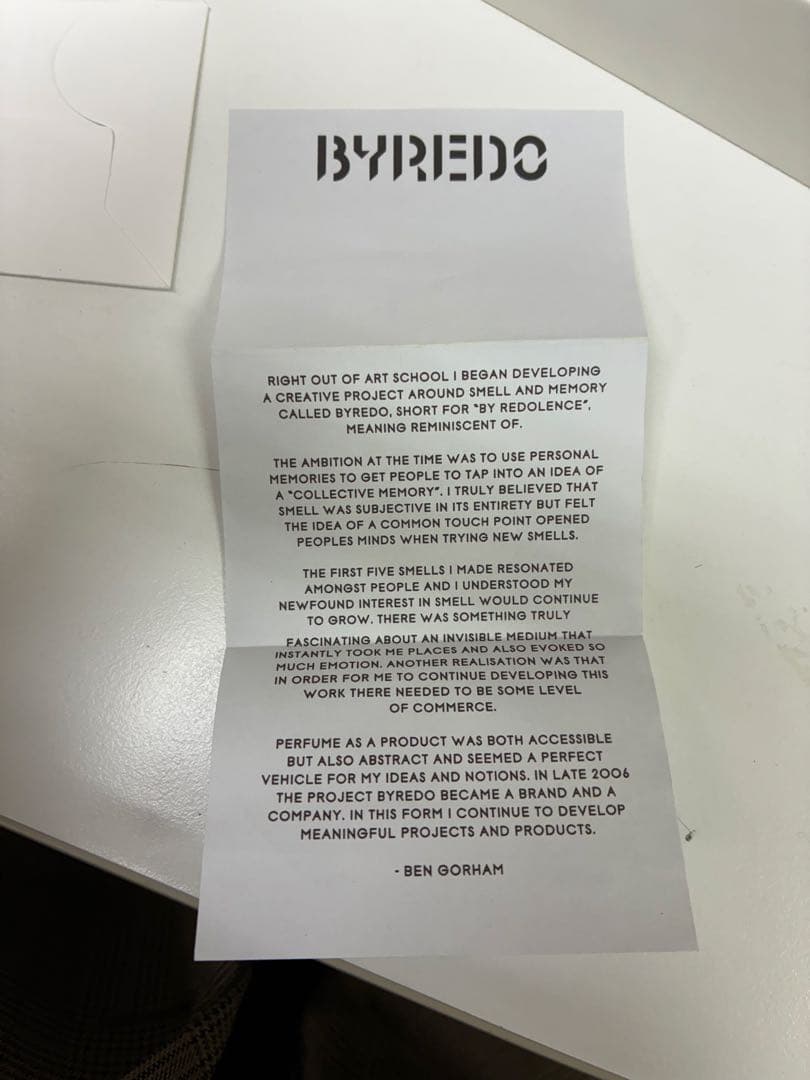 BYREDO
RIGHT OUT OF ART SCHOOL I BEGAN DEVELOPING
A CREATIVE PROJECT AROUND SMELL AND MEMORY
CALLED BYREDO, SHORT FOR "BY REDOLENCE",
MEANING REMINISCENT OF.
THE AMBITION AT THE TIME WAS TO USE PERSONAL
MEMORIES TO GET PEOPLE TO TAP INTO AN IDEA OF
A "COLLECTIVE MEMORY". I TRULY BELIEVED THAT
SMELL WAS SUBJECTIVE IN ITS ENTIRETY BUT FELT
THE IDEA OF A COMMON TOUCH POINT OPENED
PEOPLES MINDS WHEN TRYING NEW SMELLS.
THE FIRST FIVE SMELLS I MADE RESONATED
AMONGST PEOPLE AND I UNDERSTOOD MY
NEWFOUND INTEREST IN SMELL WOULD CONTINUE
TO GROW. THERE WAS SOMETHING TRULY
FASCINATING ABOUT AN INVISIBLE MEDIUM THAT
INSTANTLY TOOK ME PLACES AND ALSO EVOKED SO
MUCH EMOTION. ANOTHER REALISATION WAS THAT
IN ORDER FOR ME TO CONTINUE DEVELOPING THIS
WORK THERE NEEDED TO BE SOME LEVEL
OF COMMERCE.
PERFUME AS A PRODUCT WAS BOTH ACCESSIBLE
BUT ALSO ABSTRACT AND SEEMED A PERFECT
VEHICLE FOR MY IDEAS AND NOTIONS. IN LATE 2006
THE PROJECT BYREDO BECAME A BRAND AND A
COMPANY. IN THIS FORM I CONTINUE TO DEVELOP
MEANINGFUL PROJECTS AND PRODUCTS.
- BEN GORHAM